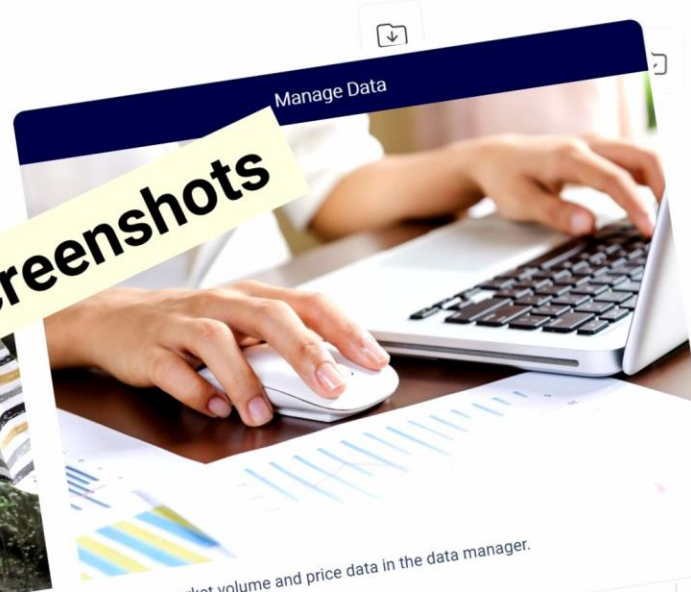 Manage Data
reenshots
volume and price data in the data manager.